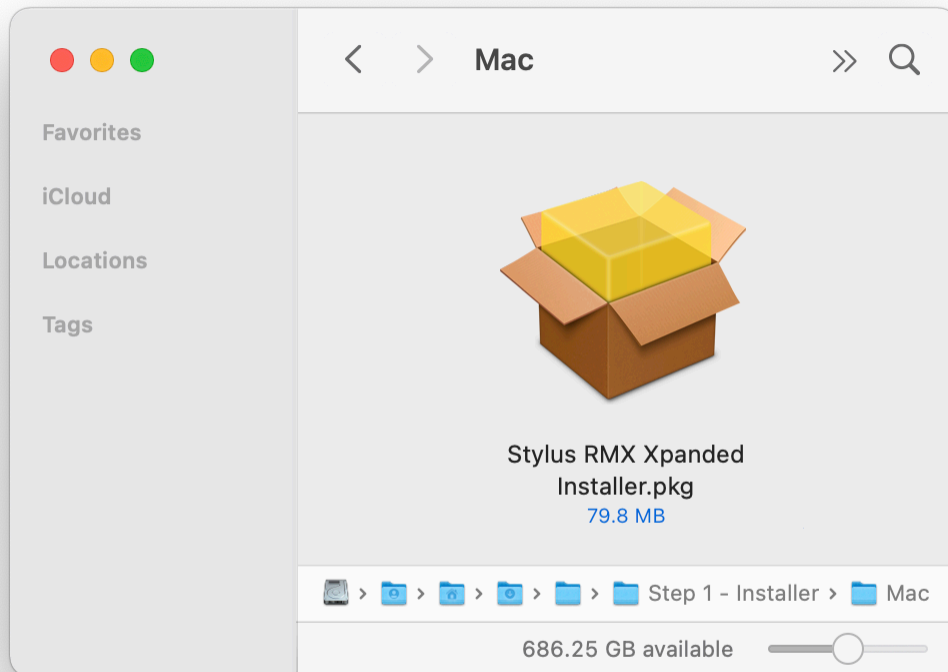 Mac
Favorites
iCloud
Locations
Tags
Stylus RMX Xpanded
Installer.pkg
79.8 MB
Step 1 - Installer › Mac
686.25 GB available